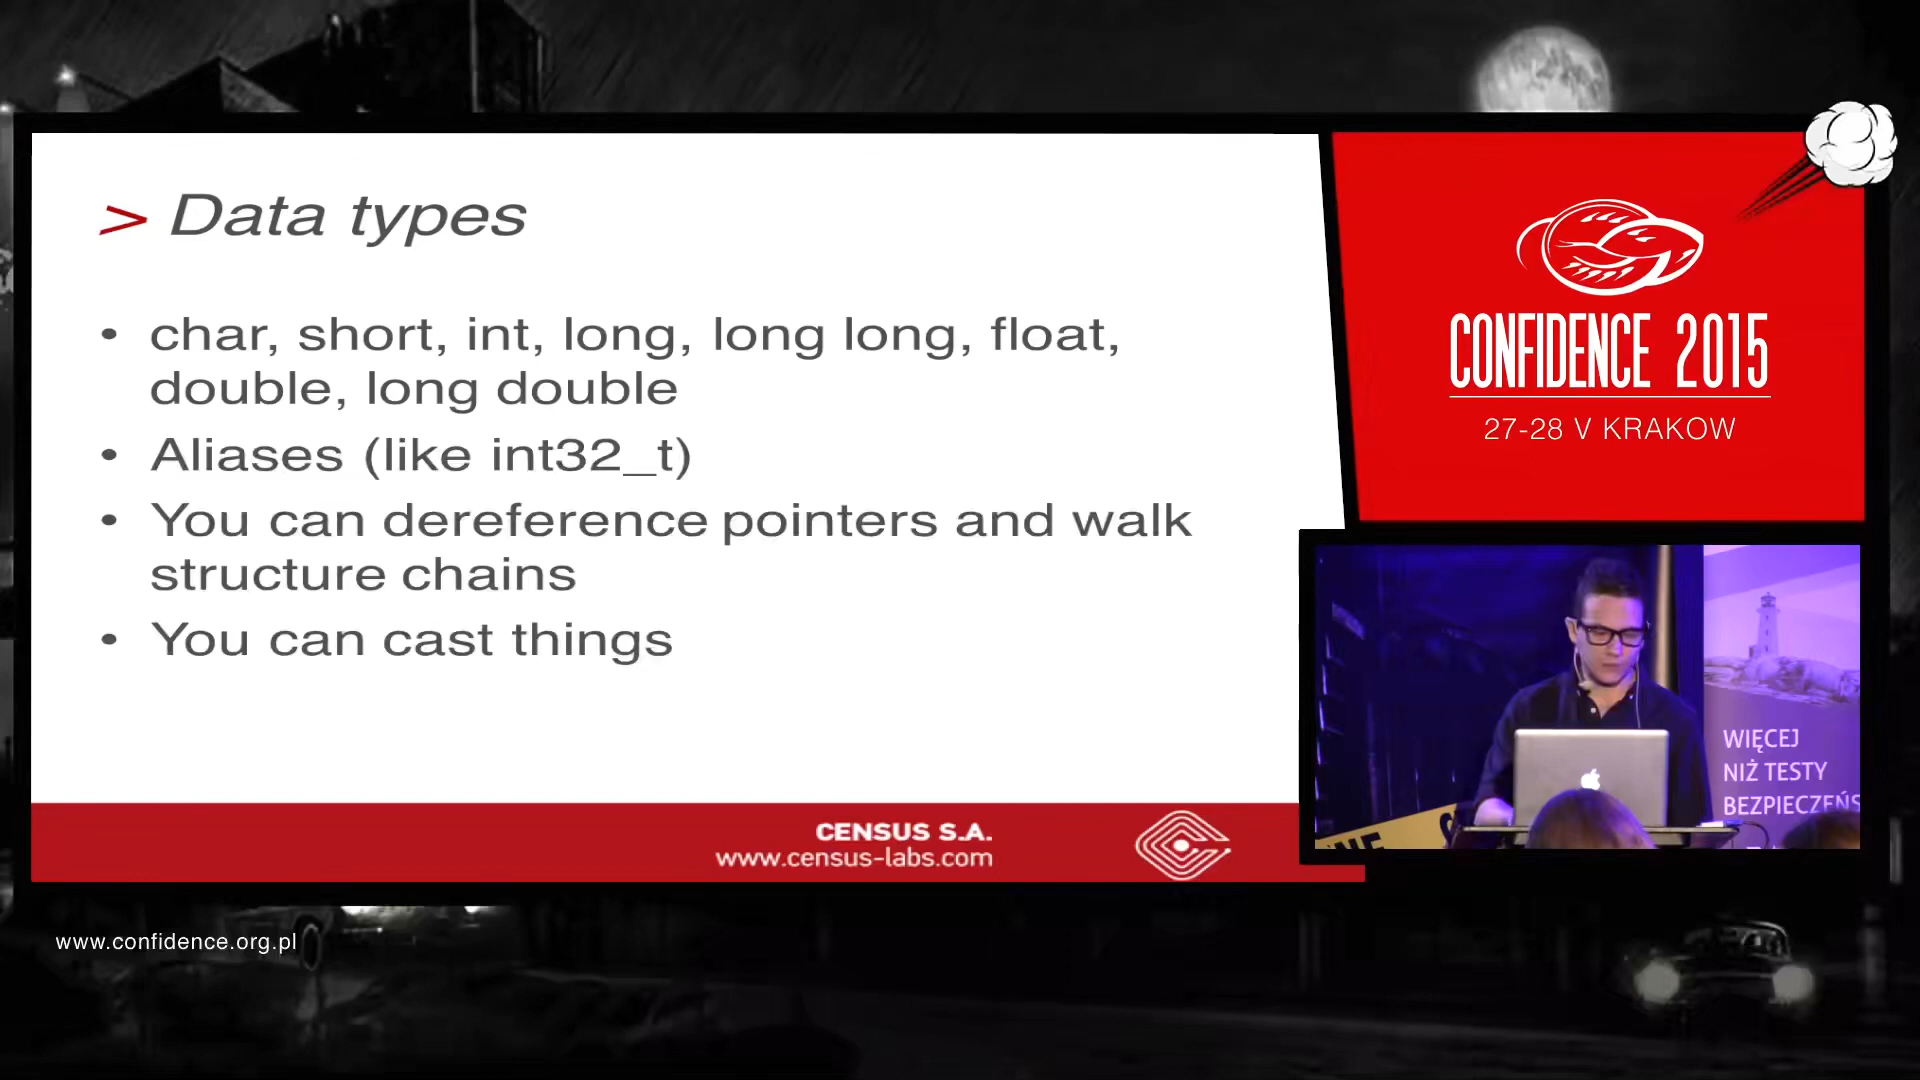 > Data types
• char, short, int, long, long long, float,
double, long double
• Aliases (like int32_t)
• You can dereference pointers and walk
structure chains
• You can cast things
CENSUS S.A.
www.census-labs.com
CONFIDENCE 2015
27-28 V KRAKOW
WIĘCEJ
NIŻ TESTY
BEZPIECZEŃS
www.confidence.org.pl